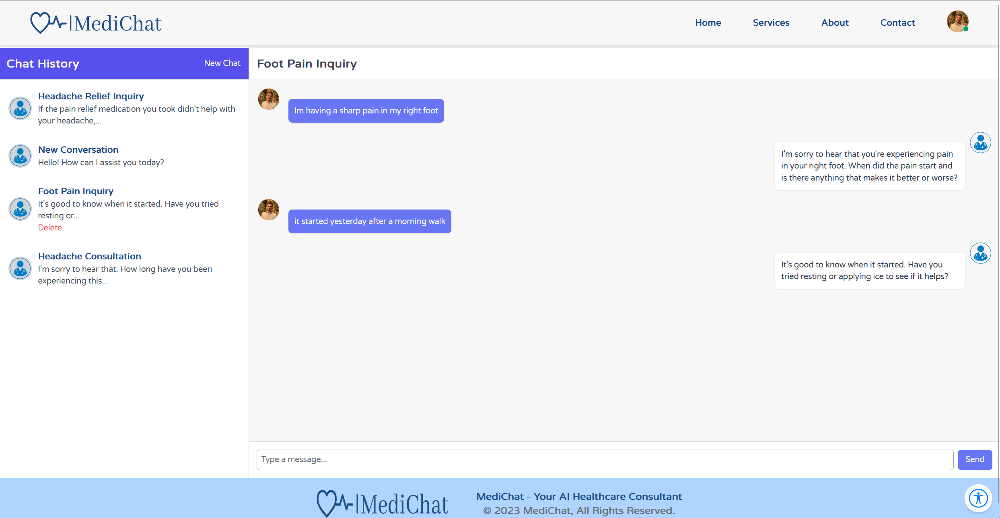 MediChat
Home
Services
About
Contact
Chat History
New Chat
Headache Relief Inquiry
If the pain relief medication you took didn't help with
your headache,...
New Conversation
Hello! How can I assist you today?
Foot Pain Inquiry
It's good to know when it started. Have you tried
resting or...
Delete
Headache Consultation
I'm sorry to hear that. How long have you been
experiencing this...
Foot Pain Inquiry
Im having a sharp pain in my right foot
I'm sorry to hear that you're experiencing pain
in your right foot. When did the pain start and
is there anything that makes it better or worse?
it started yesterday after a morning walk
It's good to know when it started. Have you
tried resting or applying ice to see if it helps?
Type a message...
Send
MediChat
MediChat - Your AI Healthcare Consultant
© 2023 MediChat, All Rights Reserved.